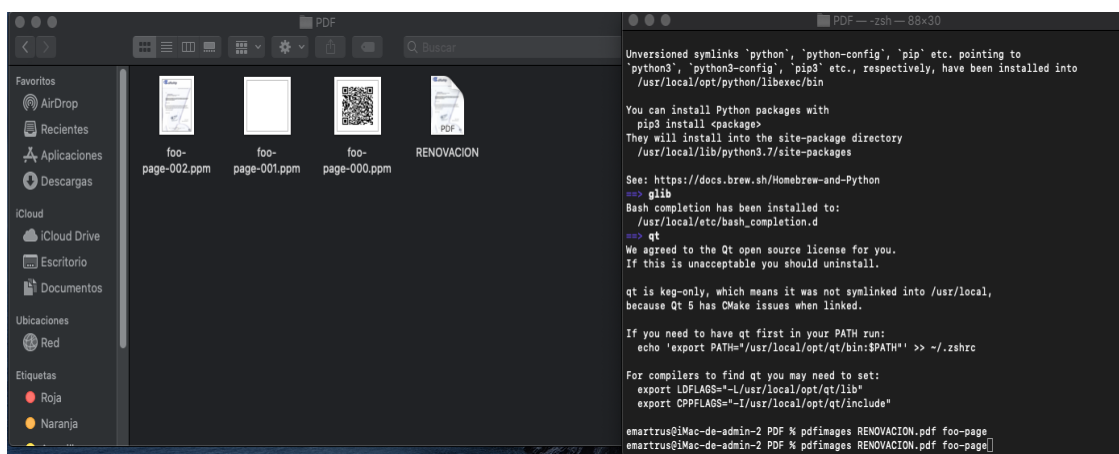 PDF
Buscar
Favoritos
AirDrop
Recientes
Aplicaciones
Descargas
iCloud
iCloud Drive
Escritorio
Documentos
Ubicaciones
Red
Etiquetas
Roja
Naranja
PDF
foo-
page-002.ppm
foo-
page-001.ppm
foo-
page-000.ppm
RENOVACION
PDF — -zsh — 88×30
Unversioned symlinks `python`, `python-config`, `pip` etc. pointing to
`python3`, `python3-config`, `pip3` etc., respectively, have been installed into
/usr/local/opt/python/libexec/bin
You can install Python packages with
pip3 install <package>
They will install into the site-package directory
/usr/local/lib/python3.7/site-packages
See: https://docs.brew.sh/Homebrew-and-Python
==> glib
Bash completion has been installed to:
/usr/local/etc/bash_completion.d
==> qt
We agreed to the Qt open source license for you.
If this is unacceptable you should uninstall.
qt is keg-only, which means it was not symlinked into /usr/local,
because Qt 5 has CMake issues when linked.
If you need to have qt first in your PATH run:
echo 'export PATH="/usr/local/opt/qt/bin:$PATH"' >> ~/.zshrc
For compilers to find qt you may need to set:
export LDFLAGS="-L/usr/local/opt/qt/lib"
export CPPFLAGS="-I/usr/local/opt/qt/include"
emartrus@iMac-de-admin-2 PDF % pdfimages RENOVACION.pdf foo-page
emartrus@iMac-de-admin-2 PDF % pdfimages RENOVACION.pdf foo-page